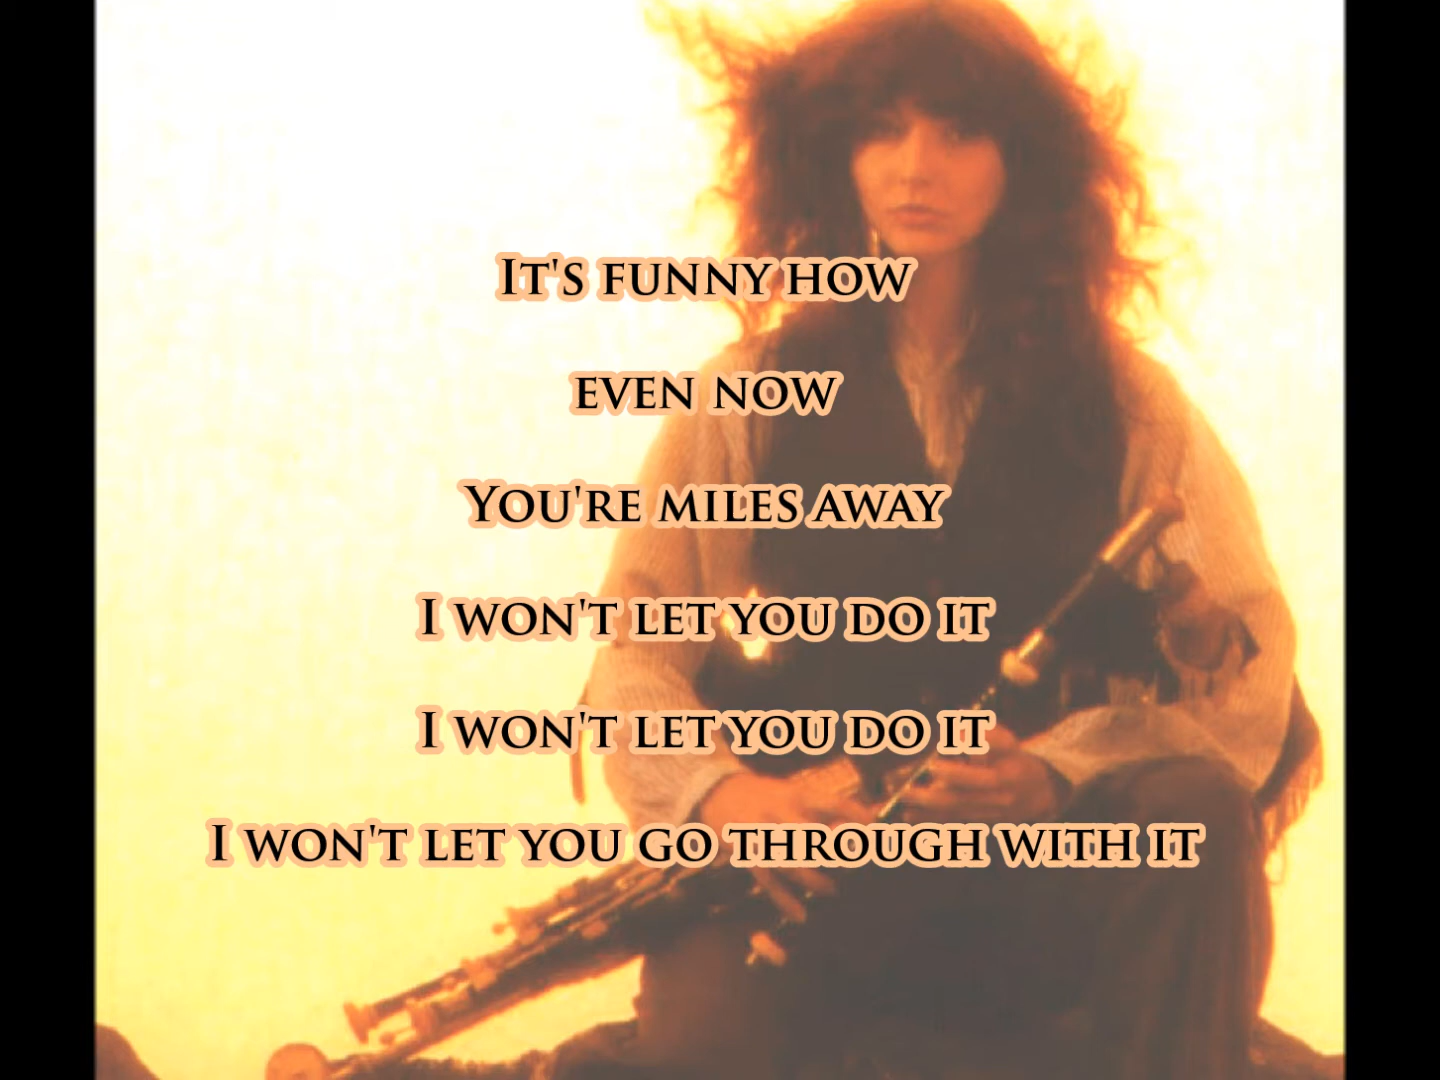 It's funny how
even now
You're miles away
I won't let you do it
I won't let you do it
I won't let you go through with it